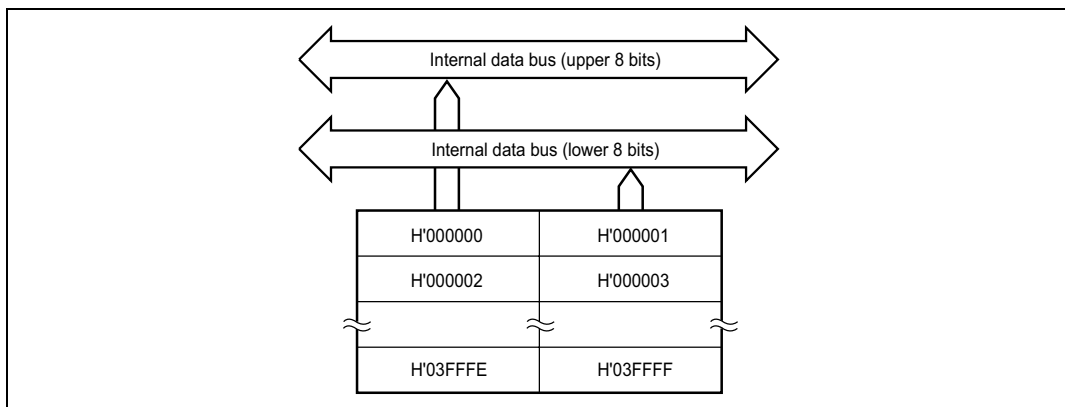 Internal data bus (upper 8 bits)
Internal data bus (lower 8 bits)
H'000000 H'000001
H'000002 H'000003
H'03FFFE H'03FFFF